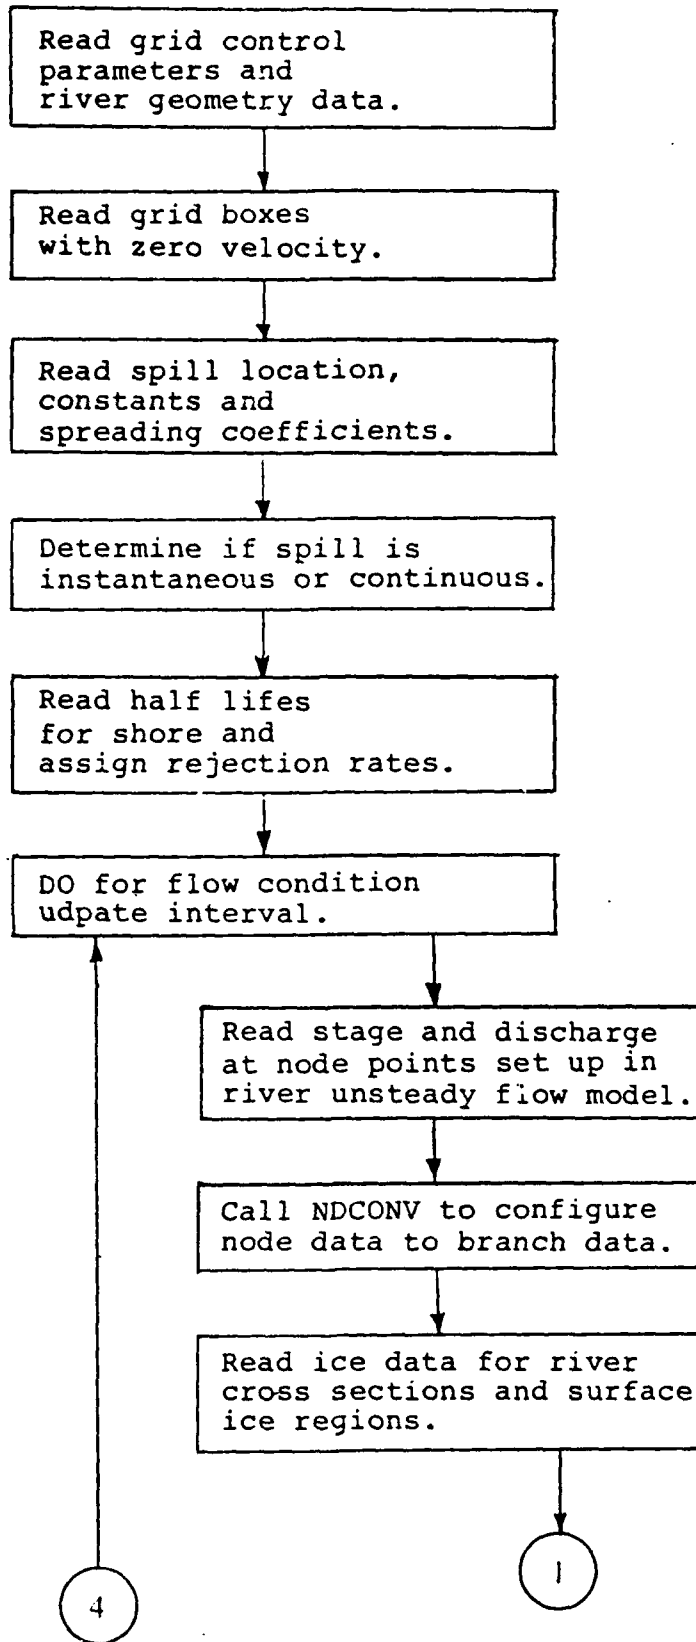 Read grid control
parameters and
river geometry data.
Read grid boxes
with zero velocity.
Read spill location,
constants and
spreading coefficients.
Determine if spill is
instantaneous or continuous.
Read half lifes
for shore and
assign rejection rates.
DO for flow condition
udpate interval.
Read stage and discharge
at node points set up in
river unsteady flow model.
Call NDCONV to configure
node data to branch data.
Read ice data for river
cross sections and surface
ice regions.
1
4